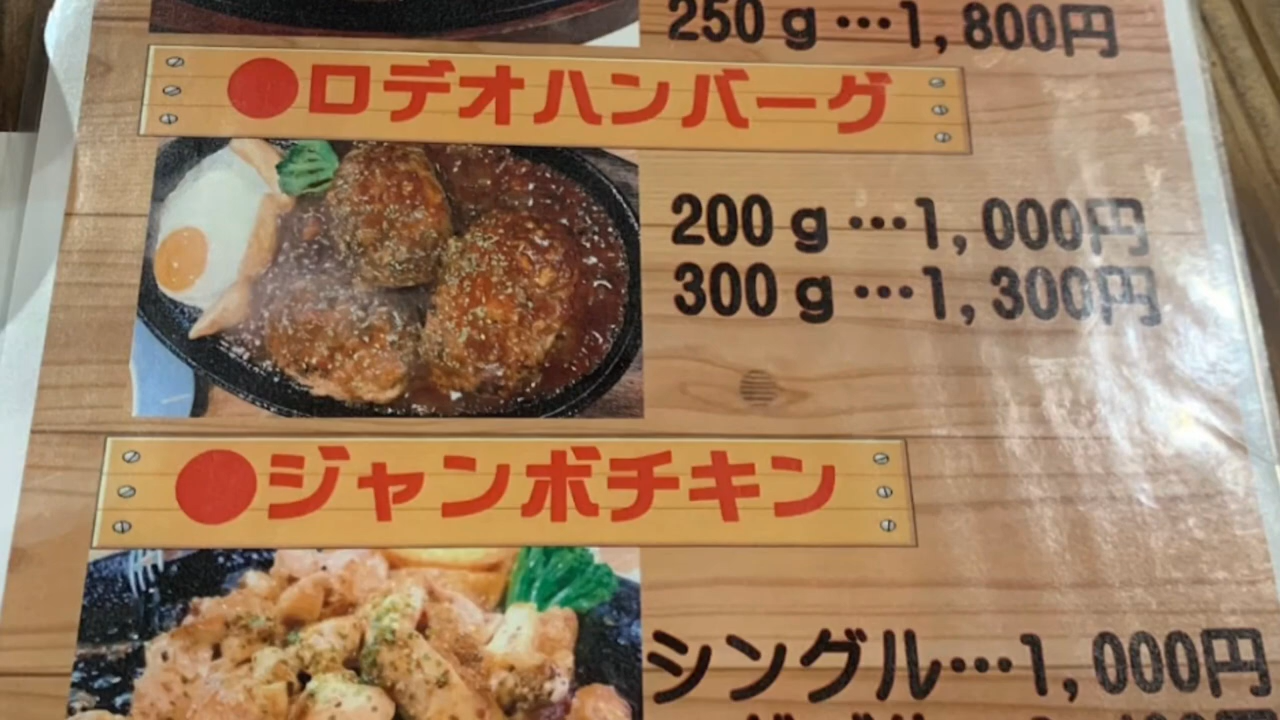 250g…1,800円
●ロデオハンバーグ
200g…1,000円
300g…1,300円
●ジャンボチキン
シングル…1,000円